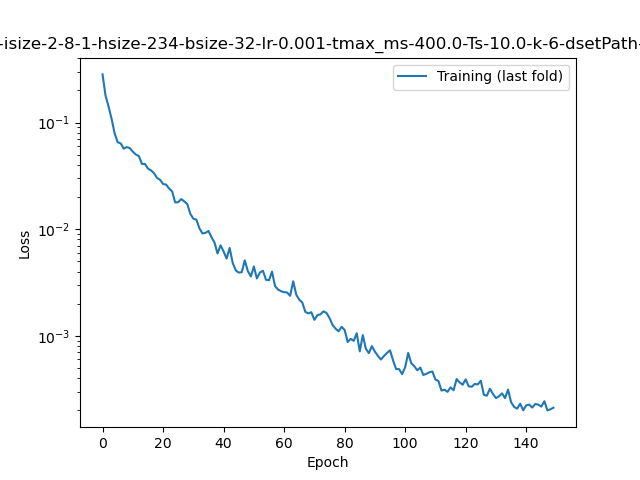 -isize-2-8-1-hsize-234-bsize-32-lr-0.001-tmax_ms-400.0-Ts-10.0-k-6-dsetPath-
Training (last fold)
10⁻¹
10⁻²
10⁻³
Loss
0 20 40 60 80 100 120 140
Epoch